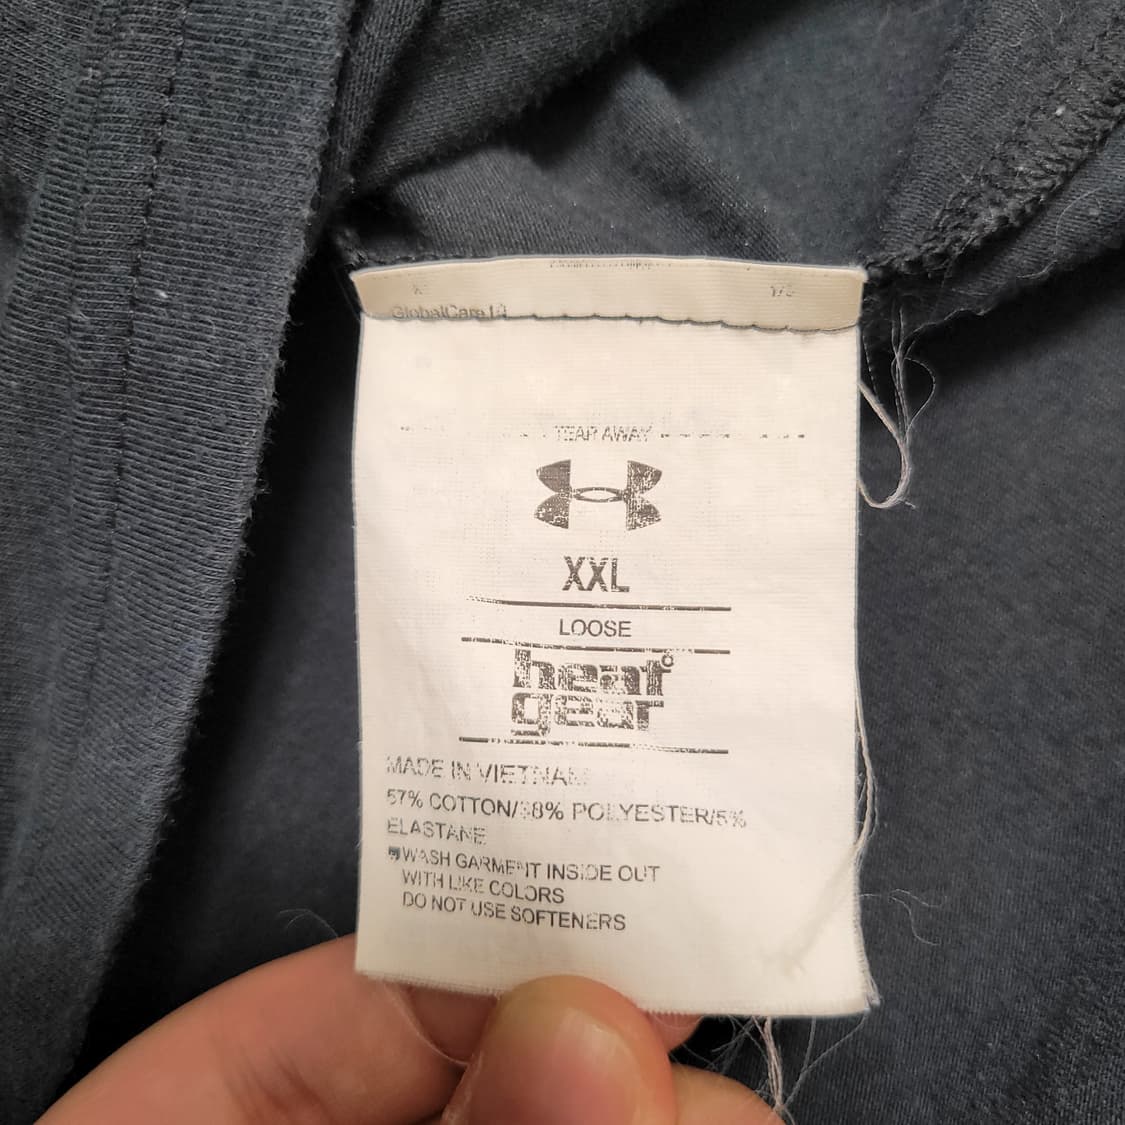 GlobalCare
TEAR AWAY
XXL
LOOSE
heat
gear
MADE IN VIETNAM
57% COTTON/38% POLYESTER/5%
ELASTANE
WASH GARMENT INSIDE OUT
WITH LIKE COLORS
DO NOT USE SOFTENERS